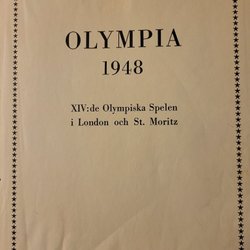 OLYMPIA
1948
XIV:de Olympiska Spelen
i London och St. Moritz